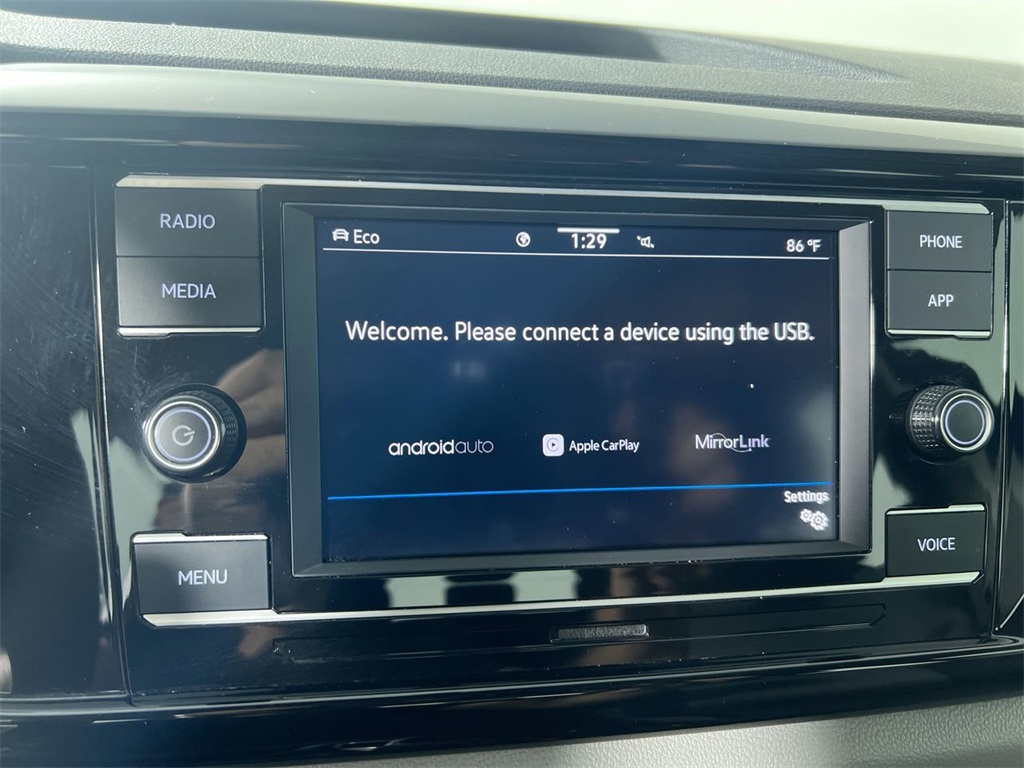 RADIO
MEDIA
MENU
Eco
1:29
86 °F
Welcome. Please connect a device using the USB.
androidauto
Apple CarPlay
MirrorLink
Settings
PHONE
APP
VOICE